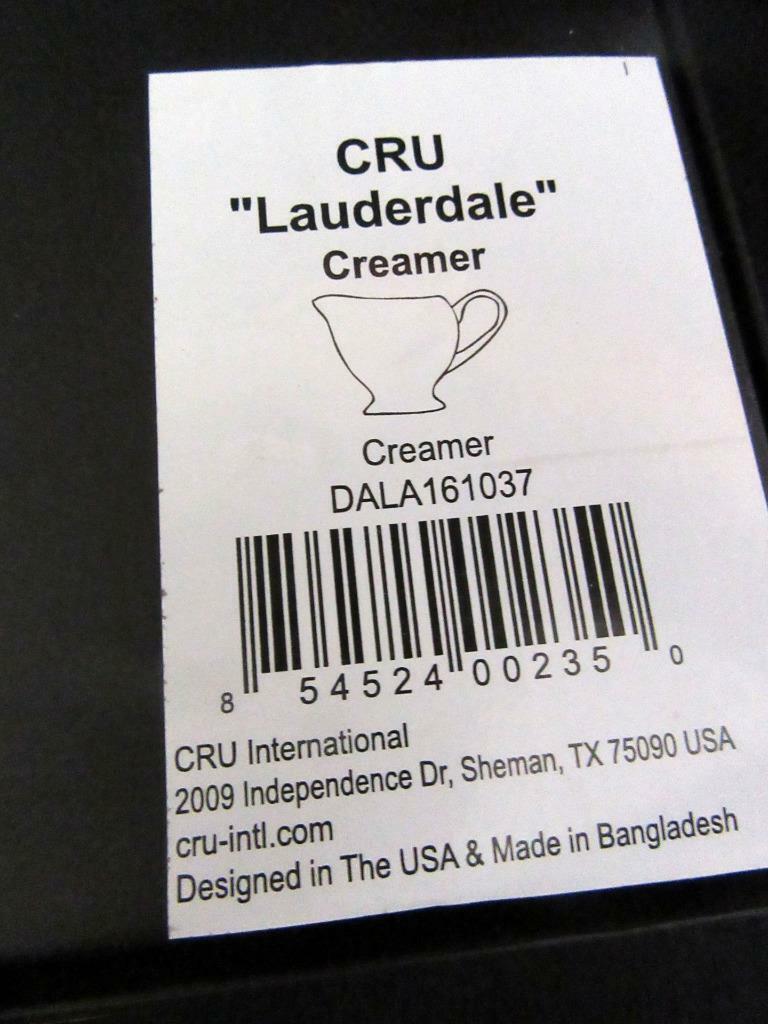 CRU
"Lauderdale"
Creamer
Creamer
DALA161037
8 54524 00235 0
CRU International
2009 Independence Dr, Sheman, TX 75090 USA
cru-intl.com
Designed in The USA & Made in Bangladesh